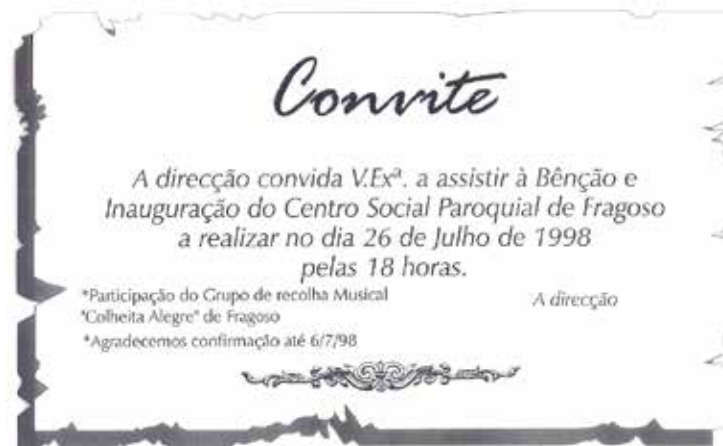 Convite
A direcção convida V.Exª. a assistir à Bênção e
Inauguração do Centro Social Paroquial de Fragoso
a realizar no dia 26 de Julho de 1998
pelas 18 horas.
*Participação do Grupo de recolha Musical
"Colheita Alegre" de Fragoso
*Agradecemos confirmação até 6/7/98
A direcção